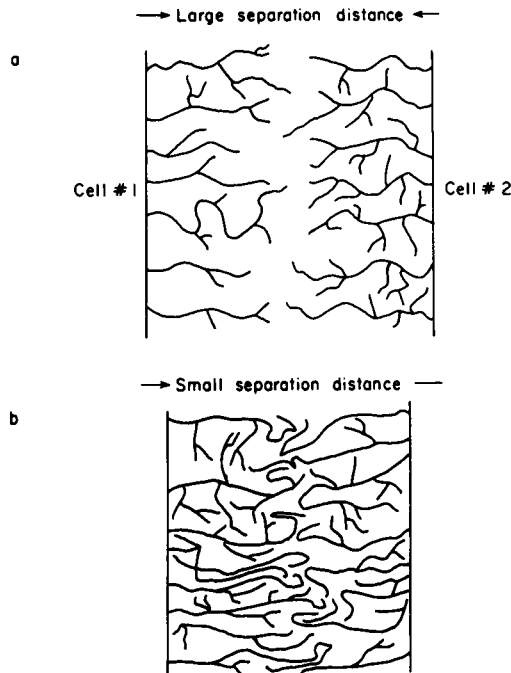 Large separation distance
a
Cell # 1
Cell # 2
Small separation distance
b